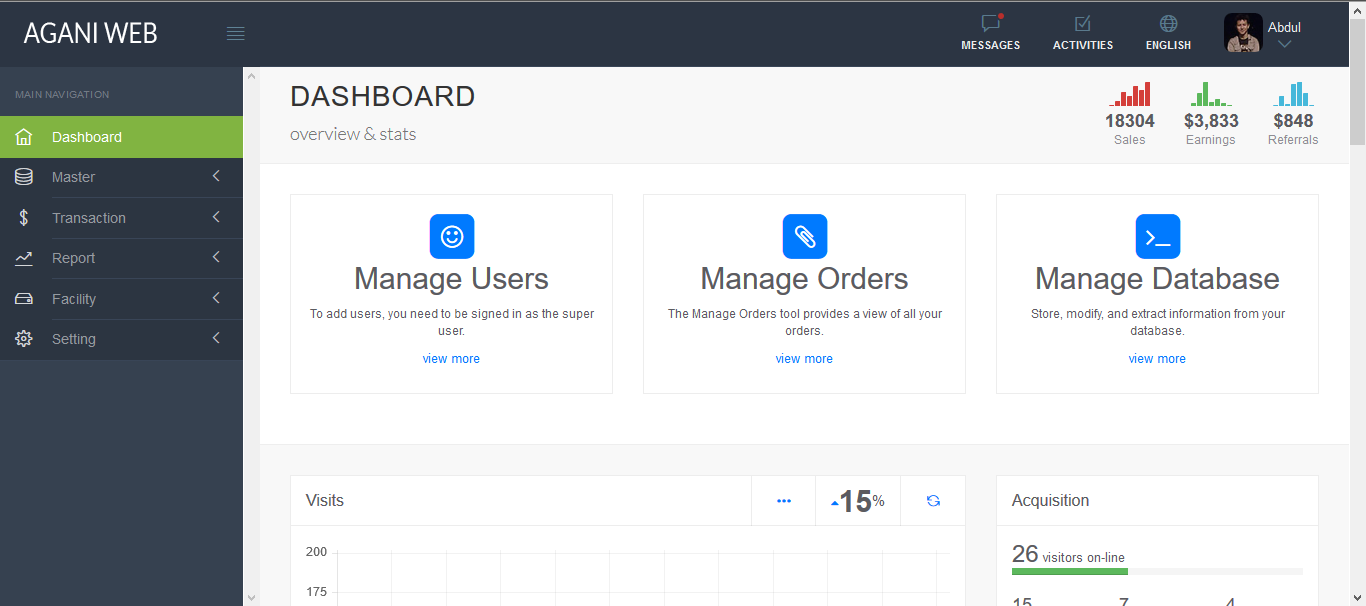 AGANI WEB
MESSAGES
ACTIVITIES
ENGLISH
Abdul
MAIN NAVIGATION
Dashboard
Master
Transaction
Report
Facility
Setting
DASHBOARD
overview & stats
18304
Sales
$3,833
Earnings
$848
Referrals
Manage Users
To add users, you need to be signed in as the super
user.
view more
Manage Orders
The Manage Orders tool provides a view of all your
orders.
view more
Manage Database
Store, modify, and extract information from your
database.
view more
Visits
15%
200
175
Acquisition
26 visitors on-line
15 7 4